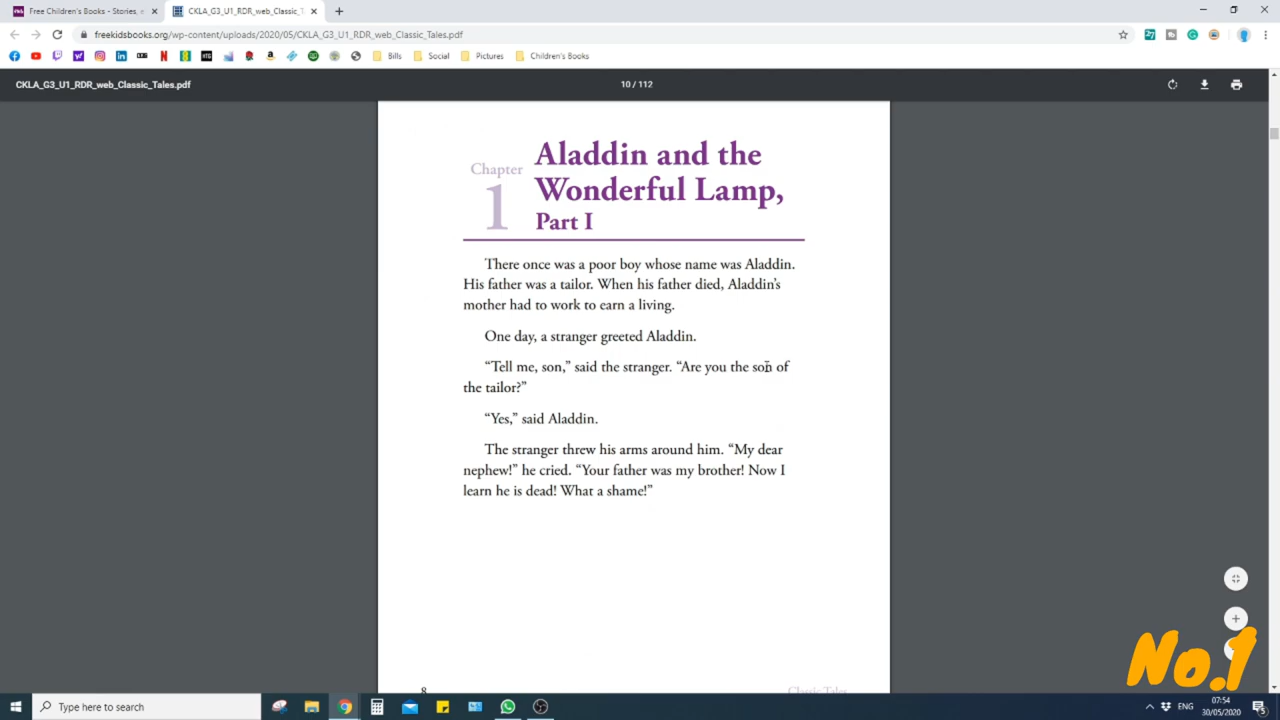 Free Children's Books - Stories, e
CKLA_G3_U1_RDR_web_Classic_T
freekidsbooks.org/wp-content/uploads/2020/05/CKLA_G3_U1_RDR_web_Classic_Tales.pdf
Bills
Social
Pictures
Children's Books
CKLA_G3_U1_RDR_web_Classic_Tales.pdf
10 / 112
Chapter
1
Aladdin and the
Wonderful Lamp,
Part I
There once was a poor boy whose name was Aladdin.
His father was a tailor. When his father died, Aladdin's
mother had to work to earn a living.
One day, a stranger greeted Aladdin.
“Tell me, son,” said the stranger. “Are you the son of
the tailor?”
“Yes,” said Aladdin.
The stranger threw his arms around him. “My dear
nephew!” he cried. “Your father was my brother! Now I
learn he is dead! What a shame!”
8
Classic Tales
No.1
Type here to search
ENG
07:54
30/05/2020
5